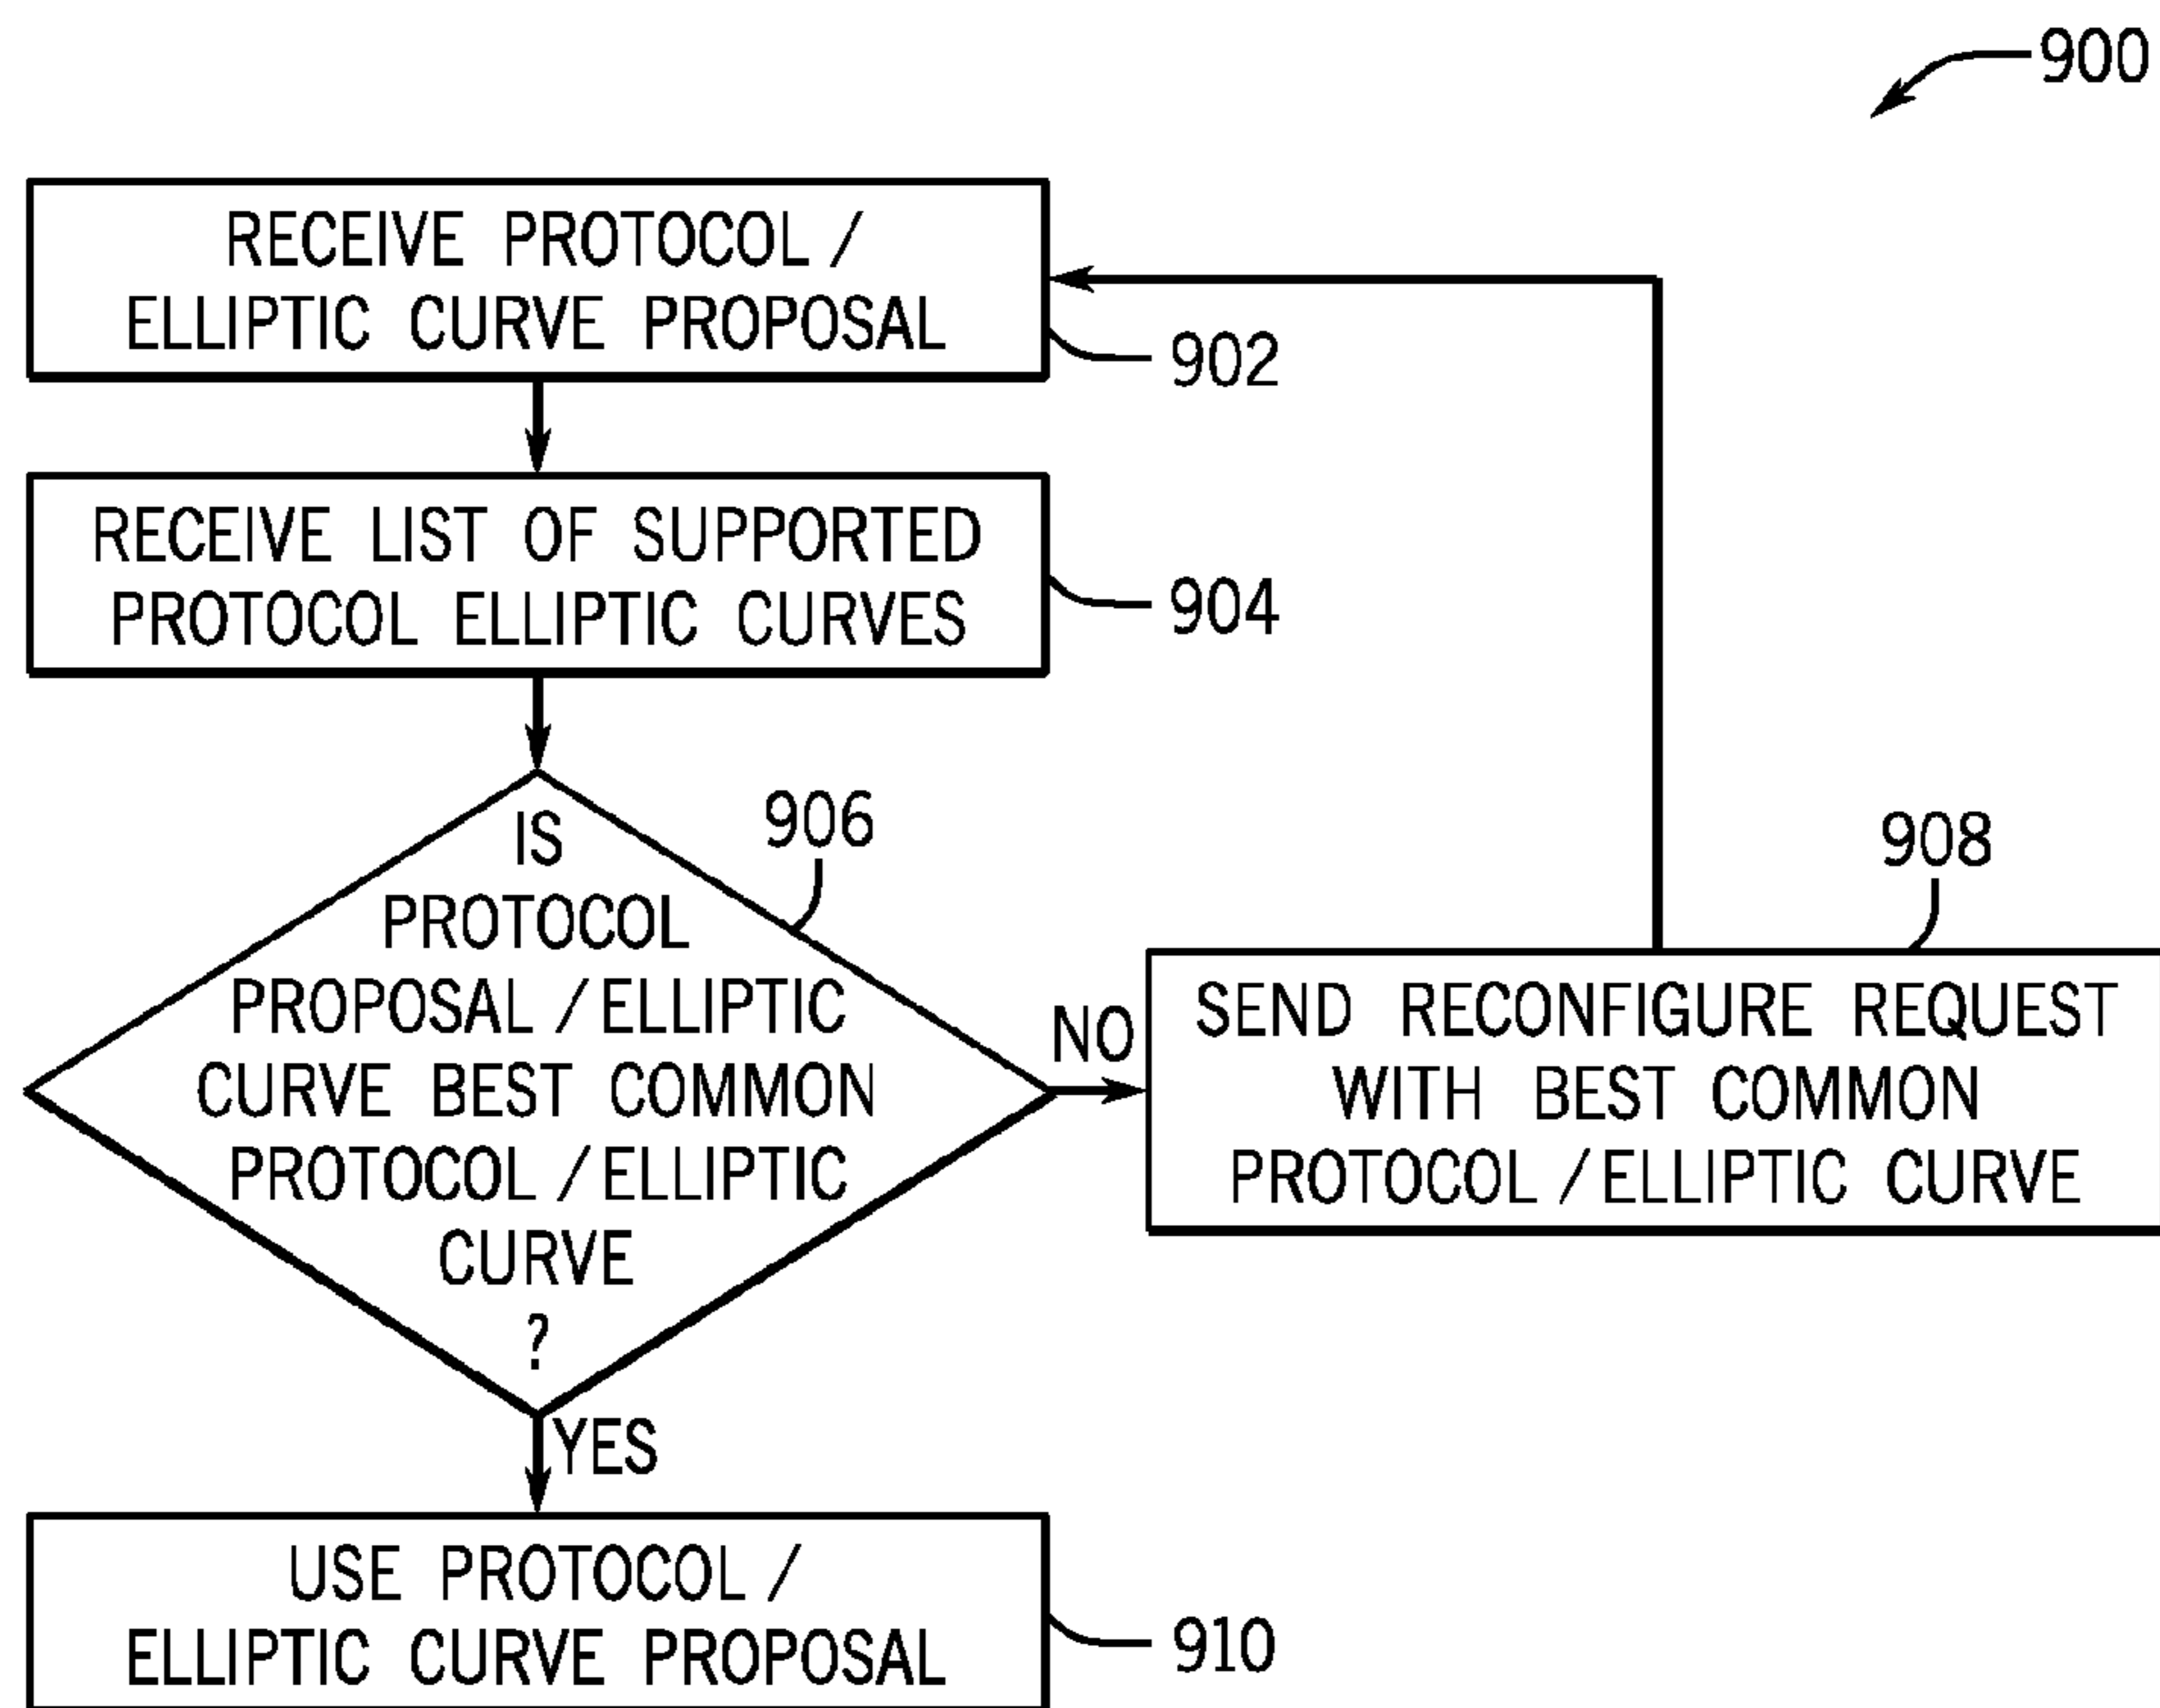 900
RECEIVE PROTOCOL /
ELLIPTIC CURVE PROPOSAL
902
RECEIVE LIST OF SUPPORTED
PROTOCOL ELLIPTIC CURVES
904
IS
PROTOCOL
PROPOSAL / ELLIPTIC
CURVE BEST COMMON
PROTOCOL / ELLIPTIC
CURVE
?
906
NO
908
SEND RECONFIGURE REQUEST
WITH BEST COMMON
PROTOCOL / ELLIPTIC CURVE
YES
USE PROTOCOL /
ELLIPTIC CURVE PROPOSAL
910